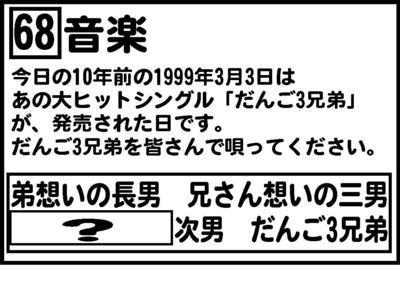 68 音楽
今日の10年前の1999年3月3日は
あの大ヒットシングル「だんご3兄弟」
が、発売された日です。
だんご3兄弟を皆さんで唄ってください。
弟想いの長男 兄さん想いの三男
? 次男 だんご3兄弟